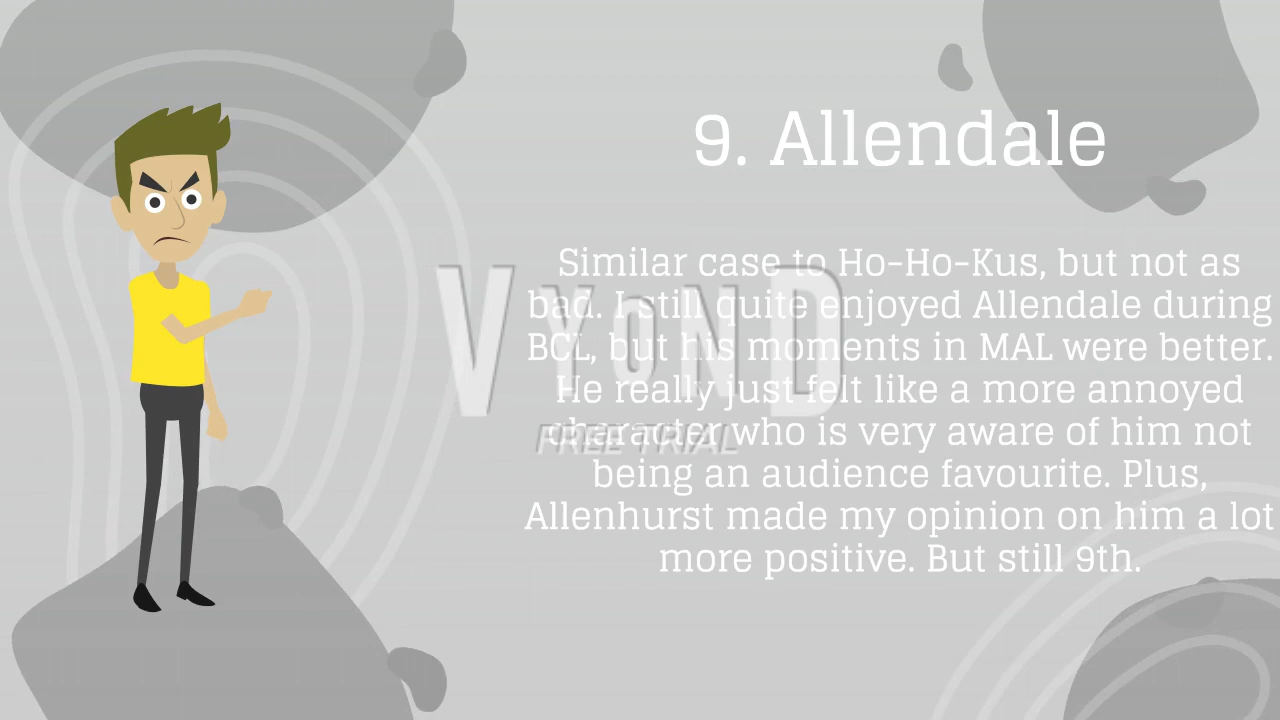 9. Allendale
Similar case to Ho-Ho-Kus, but not as
bad. I still quite enjoyed Allendale during
BCL, but his moments in MAL were better.
He really just felt like a more annoyed
character who is very aware of him not
being an audience favourite. Plus,
Allenhurst made my opinion on him a lot
more positive. But still 9th.
VYOND
FREE TRIAL